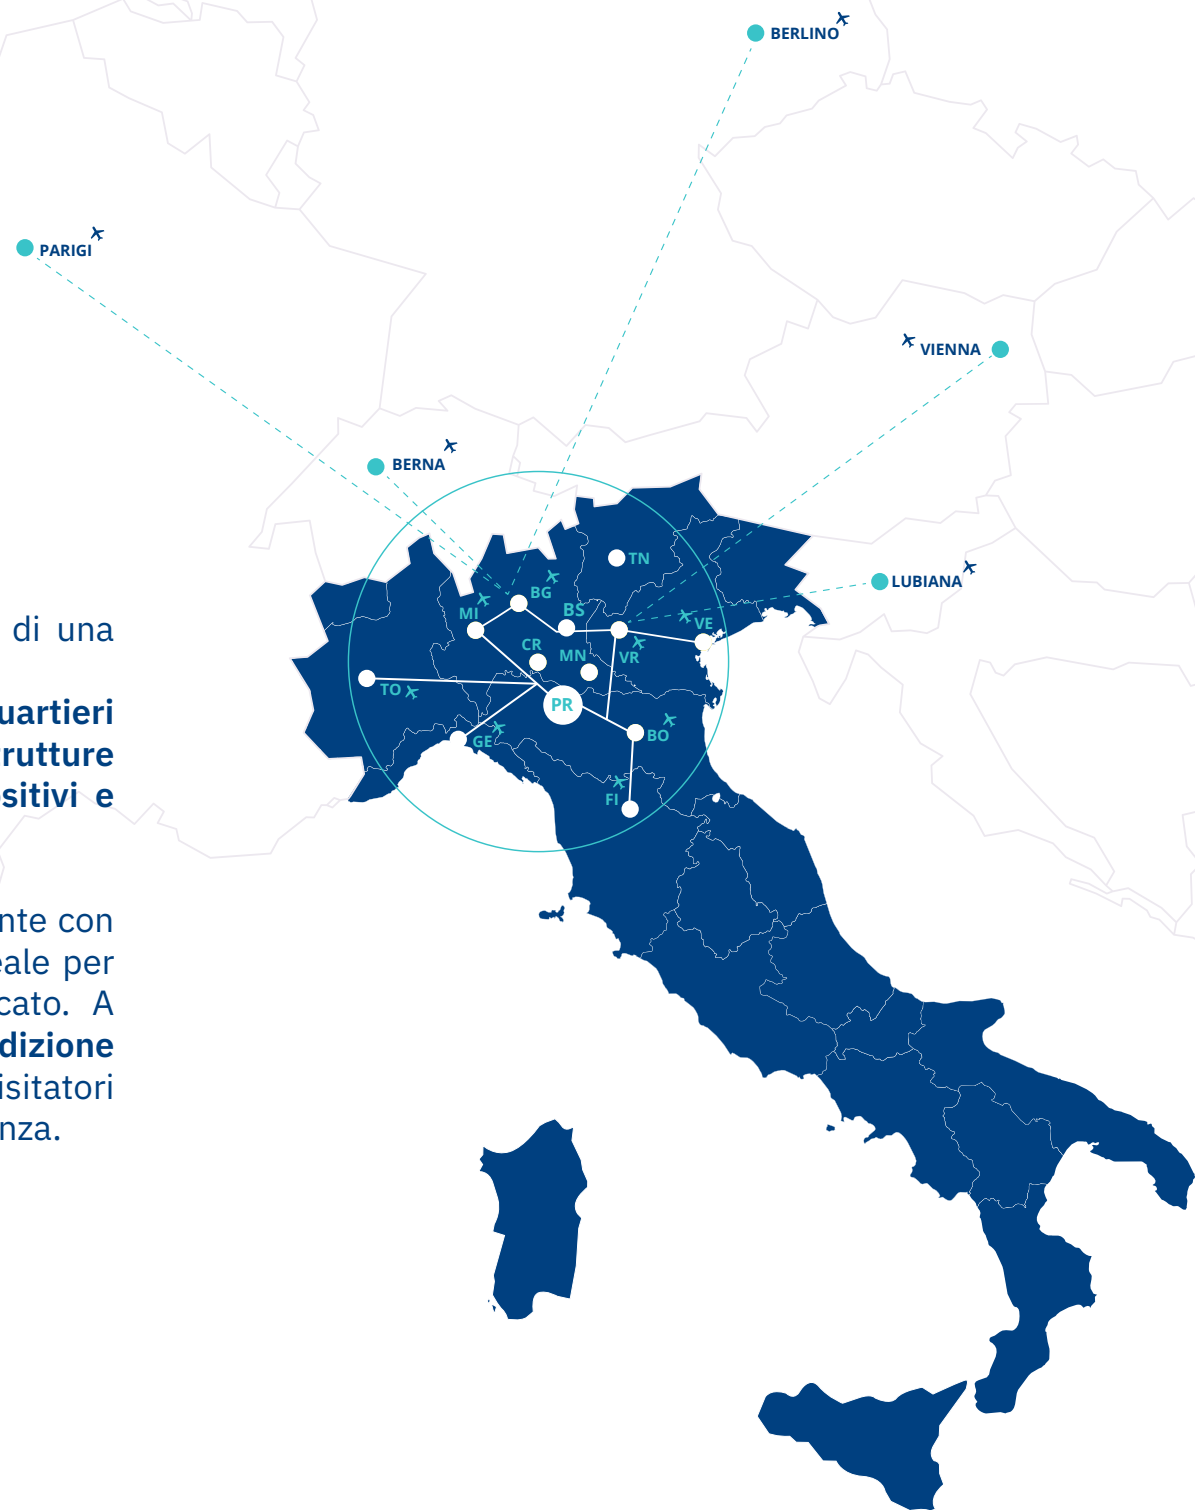 BERLINO
PARIGI
VIENNA
BERNA
LUBIANA
TN
BG
MI
BS
VE
CR
MN
VR
TO
PR
GE
BO
FI
di una
uartieri
rutture
sitivi e
nte con
eale per
cato. A
dizione
isitatori
nza.